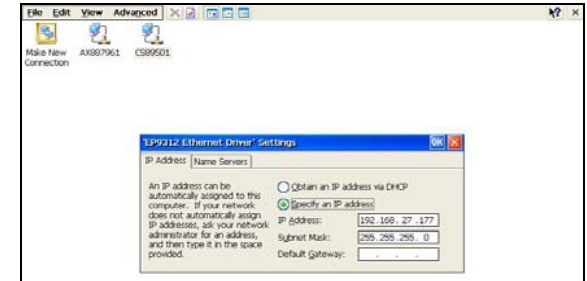 File Edit View Advanced
Make New Connection
AX887961
CS89501
'EP9312 Ethernet Driver' Settings
OK
IP Address
Name Servers
An IP address can be
automatically assigned to this
computer. If your network
does not automatically assign
IP addresses, ask your network
administrator for an address,
and then type it in the space
provided.
Obtain an IP address via DHCP
Specify an IP address
IP Address: 192.168. 27 .177
Subnet Mask: 255.255.255. 0
Default Gateway: . . .